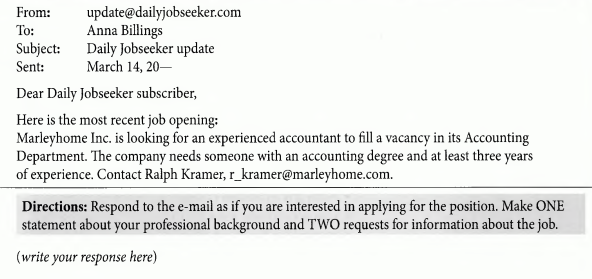 From: update@dailyjobseeker.com
To: Anna Billings
Subject: Daily Jobseeker update
Sent: March 14, 20—
Dear Daily Jobseeker subscriber,
Here is the most recent job opening:
Marleyhome Inc. is looking for an experienced accountant to fill a vacancy in its Accounting
Department. The company needs someone with an accounting degree and at least three years
of experience. Contact Ralph Kramer, r_kramer@marleyhome.com.
Directions: Respond to the e-mail as if you are interested in applying for the position. Make ONE
statement about your professional background and TWO requests for information about the job.
(write your response here)